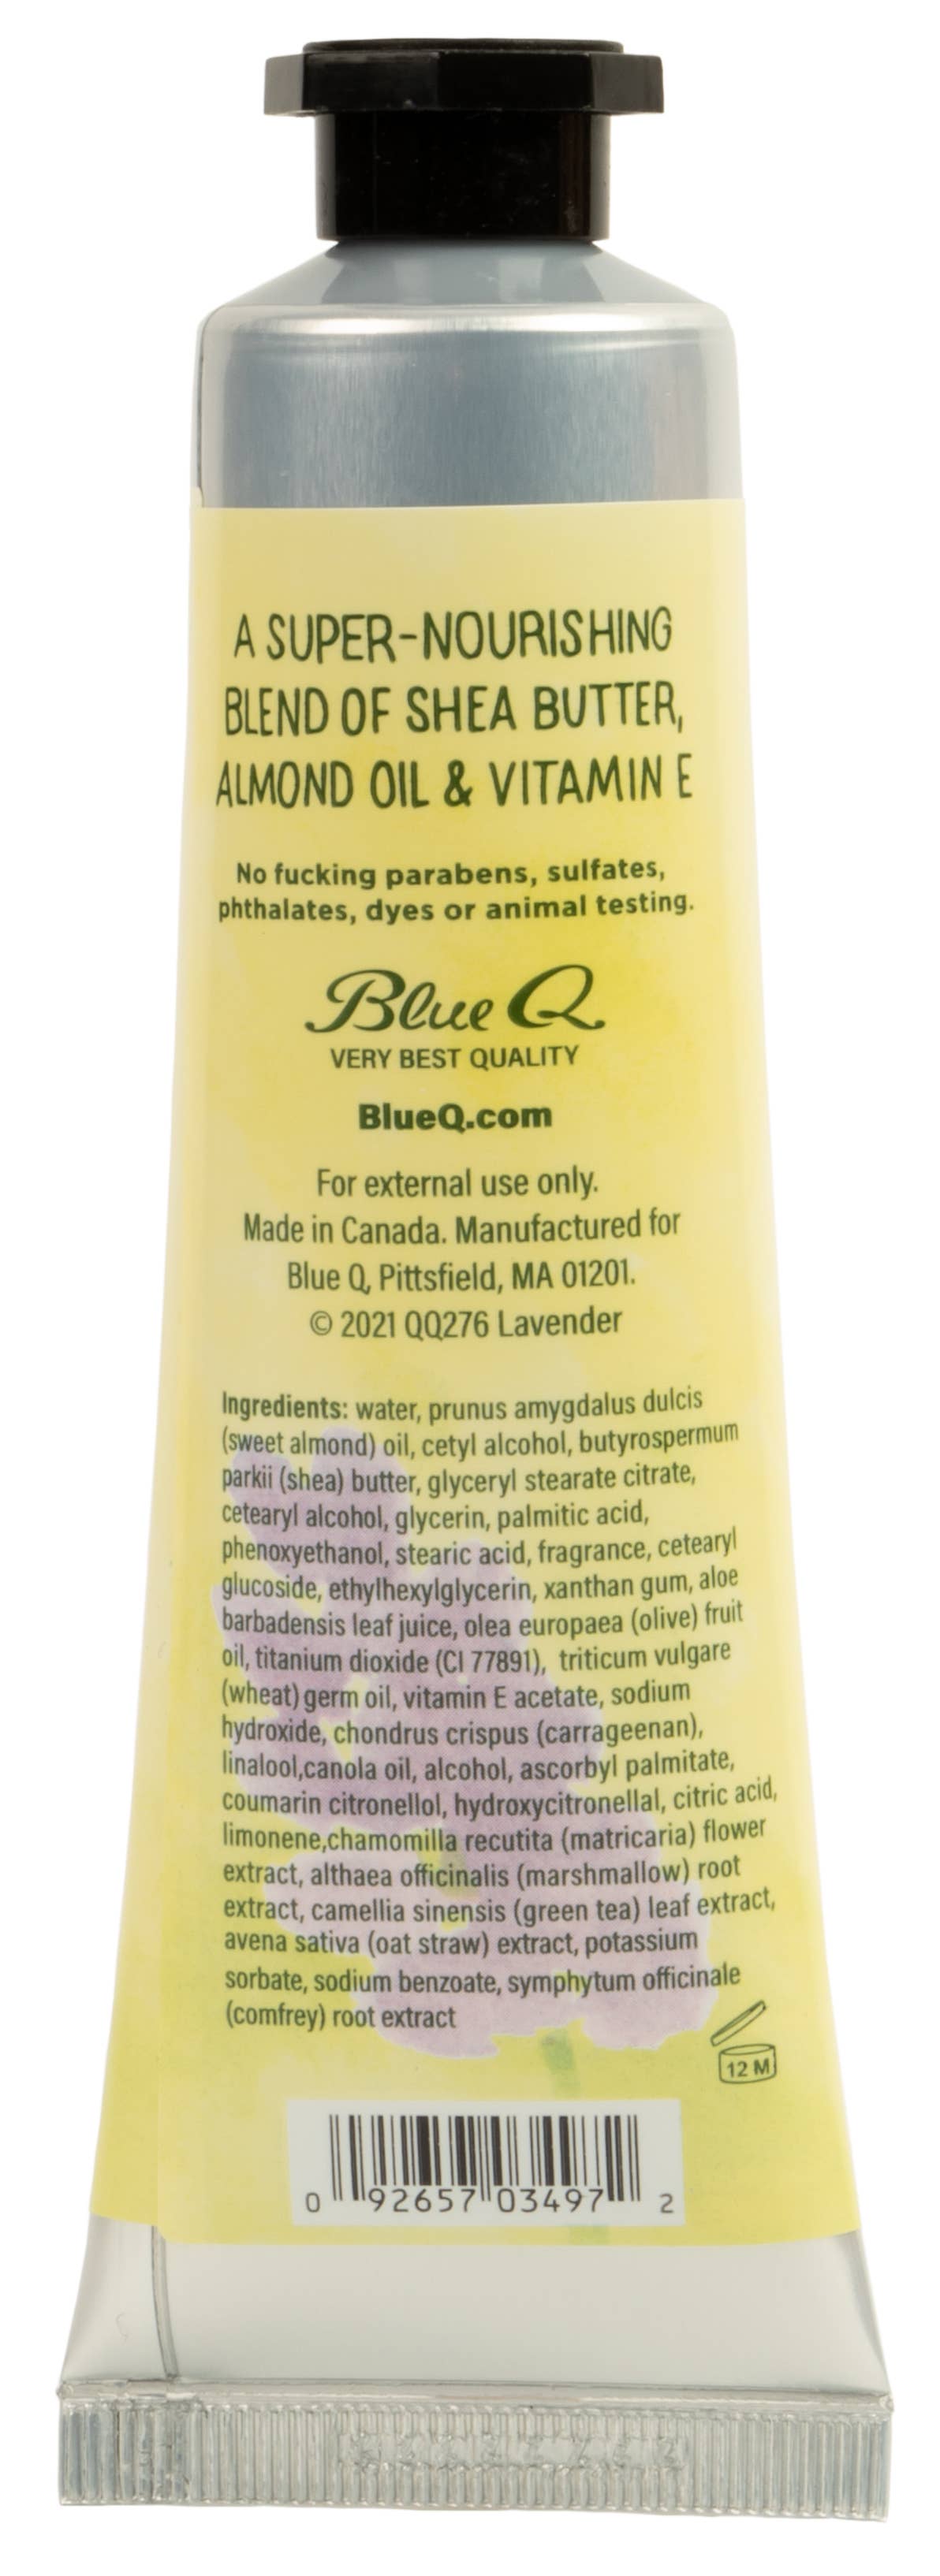 A SUPER-NOURISHING
BLEND OF SHEA BUTTER,
ALMOND OIL & VITAMIN E
No fucking parabens, sulfates,
phthalates, dyes or animal testing.
Blue Q
VERY BEST QUALITY
BlueQ.com
For external use only.
Made in Canada. Manufactured for
Blue Q, Pittsfield, MA 01201.
© 2021 QQ276 Lavender
Ingredients: water, prunus amygdalus dulcis
(sweet almond) oil, cetyl alcohol, butyrospermum
parkii (shea) butter, glyceryl stearate citrate,
cetearyl alcohol, glycerin, palmitic acid,
phenoxyethanol, stearic acid, fragrance, cetearyl
glucoside, ethylhexylglycerin, xanthan gum, aloe
barbadensis leaf juice, olea europaea (olive) fruit
oil, titanium dioxide (CI 77891), triticum vulgare
(wheat) germ oil, vitamin E acetate, sodium
hydroxide, chondrus crispus (carrageenan),
linalool,canola oil, alcohol, ascorbyl palmitate,
coumarin citronellol, hydroxycitronellal, citric acid,
limonene,chamomilla recutita (matricaria) flower
extract, althaea officinalis (marshmallow) root
extract, camellia sinensis (green tea) leaf extract,
avena sativa (oat straw) extract, potassium
sorbate, sodium benzoate, symphytum officinale
(comfrey) root extract
12 M
0 92657 03497 2